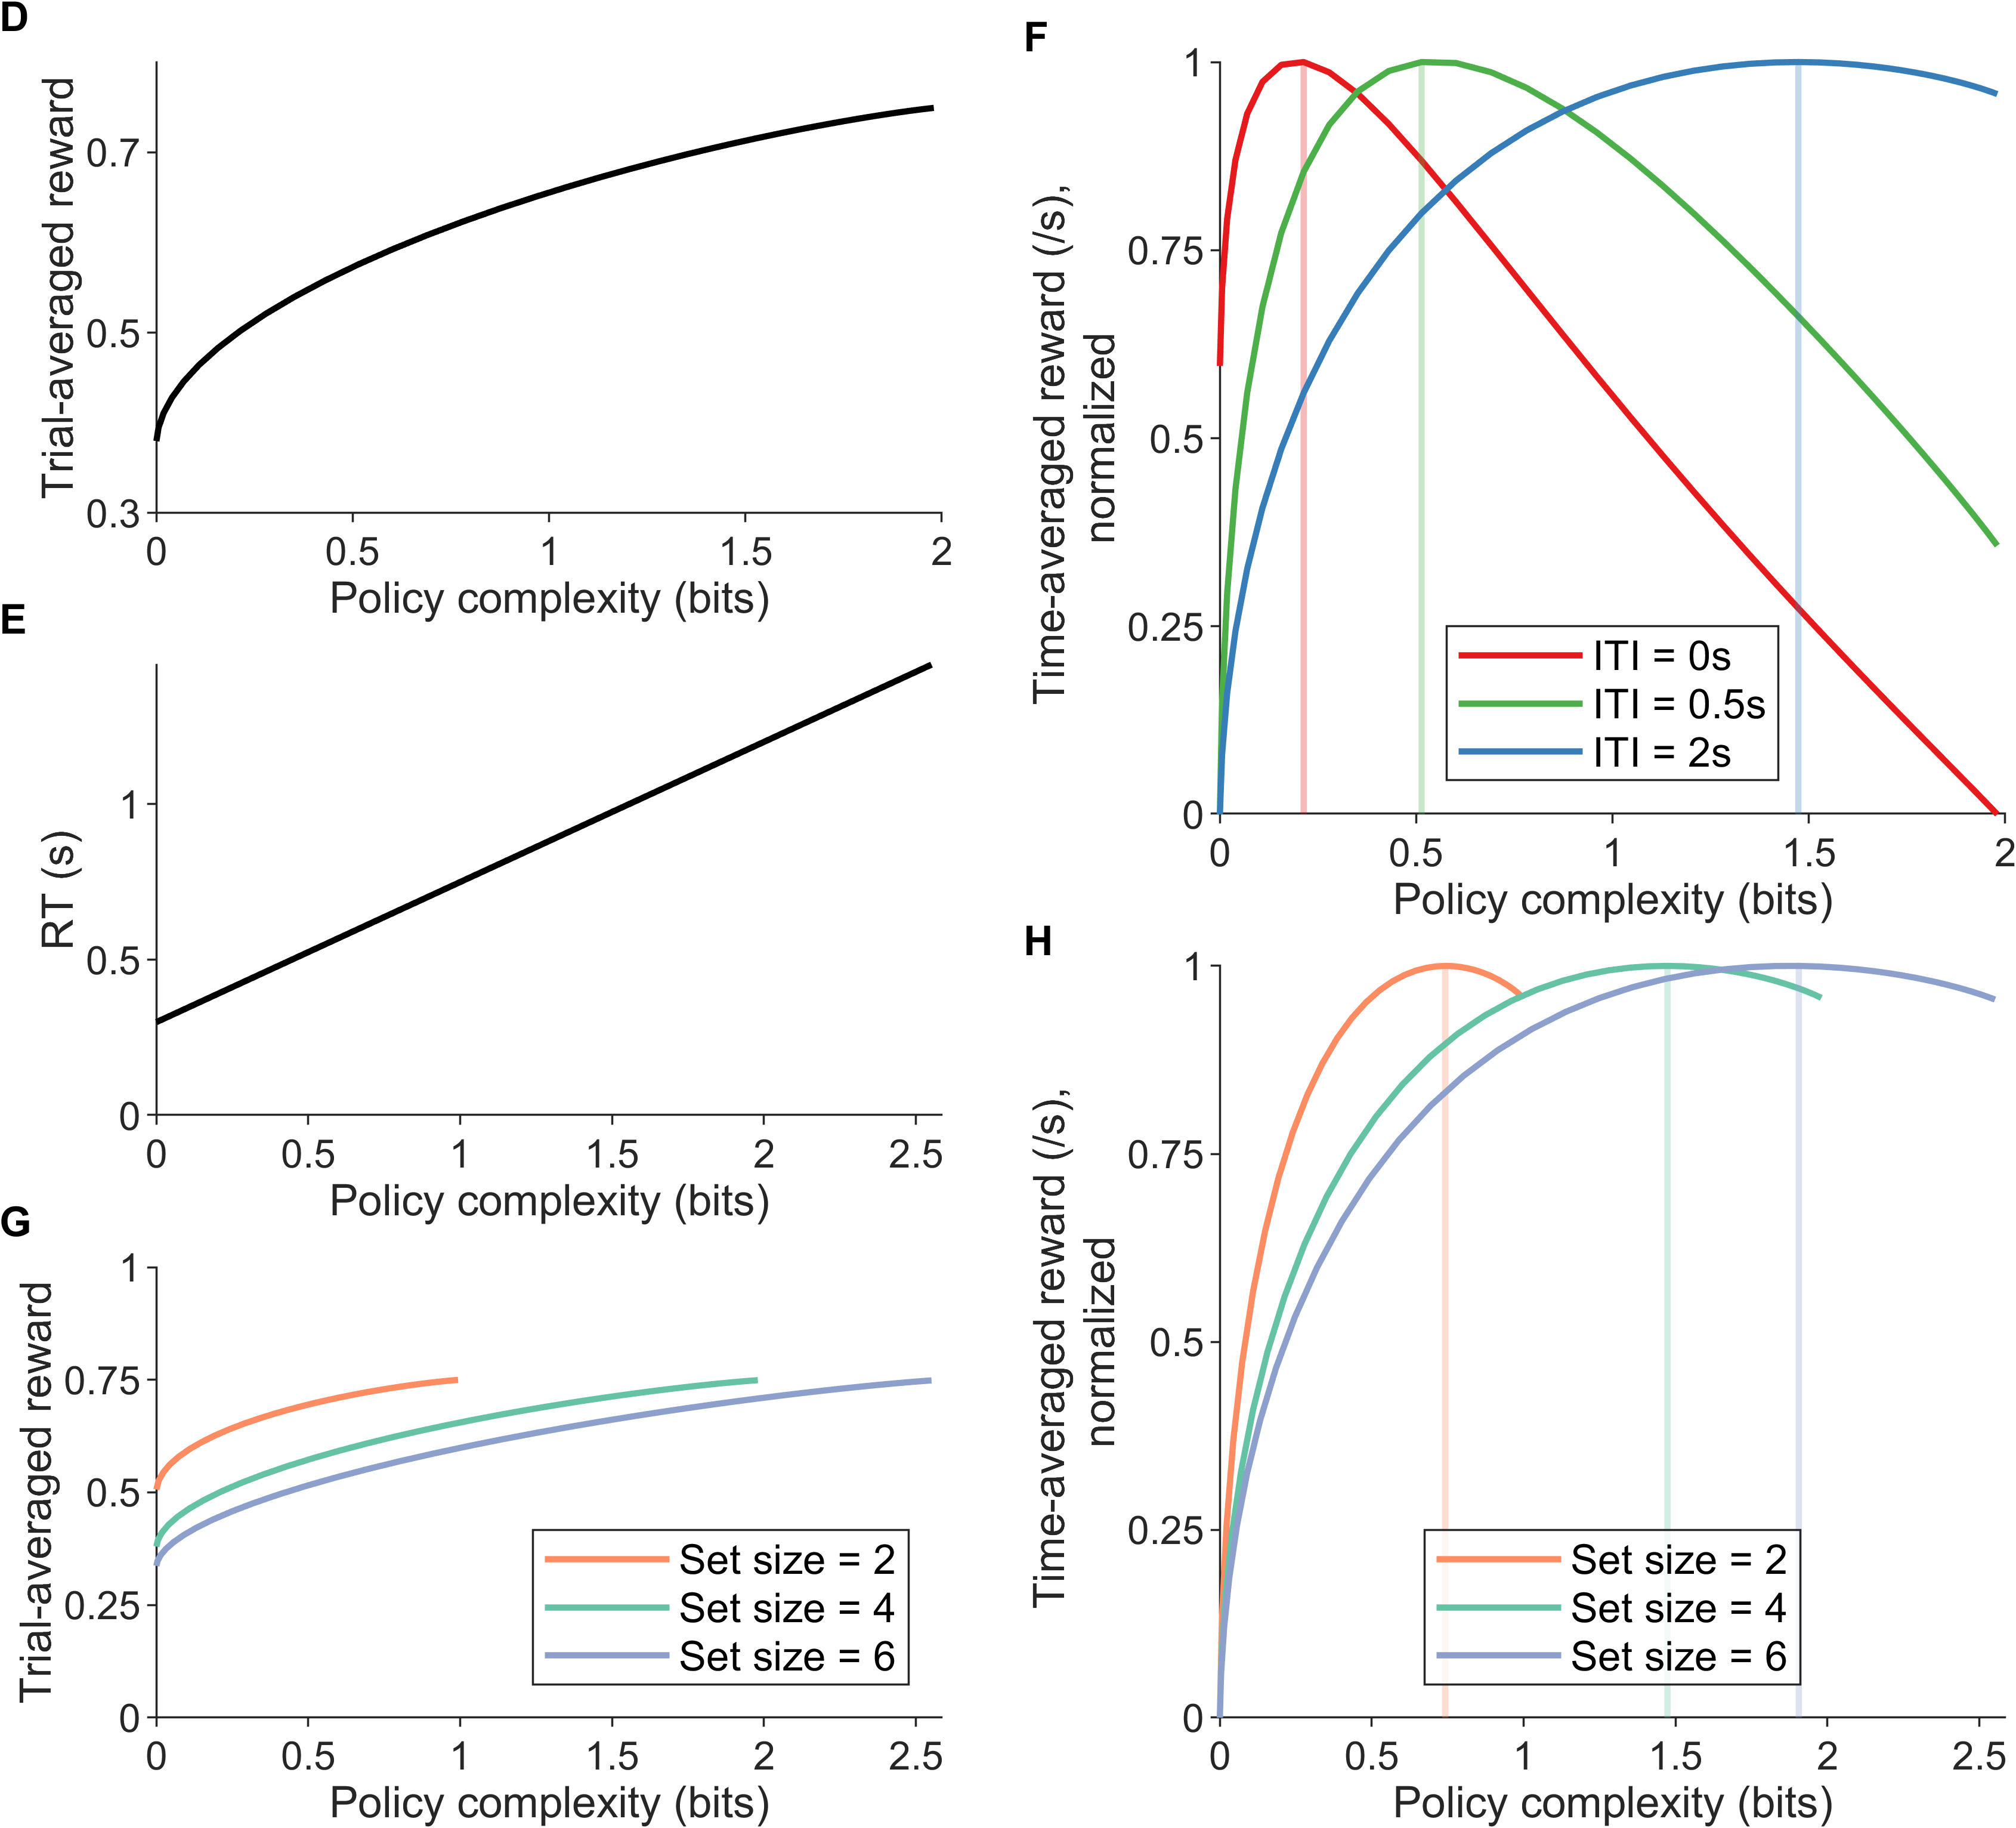 D
Trial-averaged reward
0.7
0.5
0.3
0 0.5 1 1.5 2
Policy complexity (bits)
E
RT (s)
1
0.5
0
0 0.5 1 1.5 2 2.5
Policy complexity (bits)
G
Trial-averaged reward
1
0.75
0.5
0.25
0
Set size = 2
Set size = 4
Set size = 6
0 0.5 1 1.5 2 2.5
Policy complexity (bits)
F
Time-averaged reward (/s),
normalized
1
0.75
0.5
0.25
0
ITI = 0s
ITI = 0.5s
ITI = 2s
0 0.5 1 1.5 2
Policy complexity (bits)
H
Time-averaged reward (/s),
normalized
1
0.75
0.5
0.25
0
Set size = 2
Set size = 4
Set size = 6
0 0.5 1 1.5 2 2.5
Policy complexity (bits)